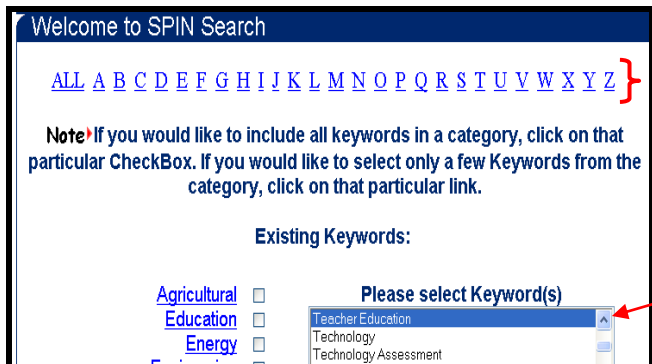 Welcome to SPIN Search
ALL A B C D E F G H I J K L M N O P Q R S T U V W X Y Z
Note If you would like to include all keywords in a category, click on that
particular CheckBox. If you would like to select only a few Keywords from the
category, click on that particular link.
Existing Keywords:
Agricultural
Education
Energy
Please select Keyword(s)
Teacher Education
Technology
Technology Assessment